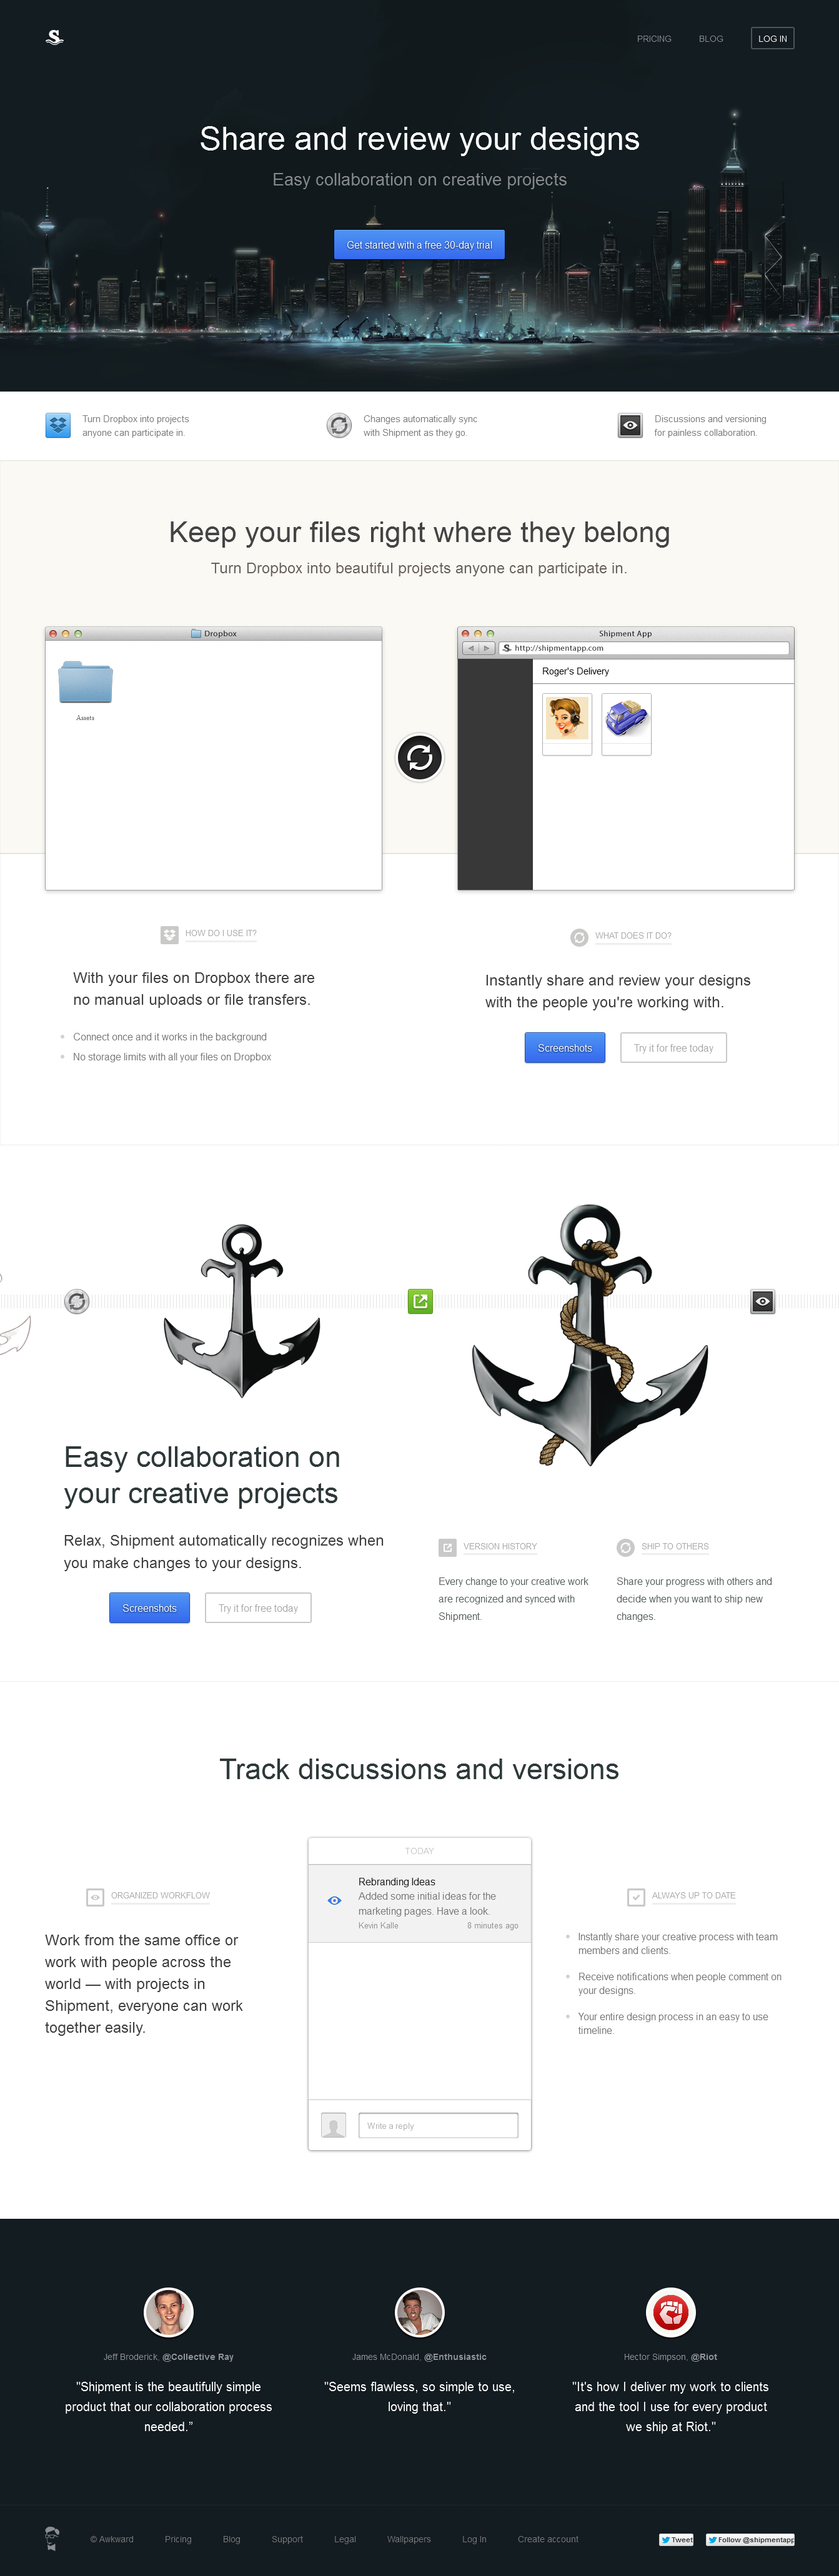 S
PRICING
BLOG
LOG IN
Share and review your designs
Easy collaboration on creative projects
Get started with a free 30-day trial
Turn Dropbox into projects
anyone can participate in.
Changes automatically sync
with Shipment as they go.
Discussions and versioning
for painless collaboration.
Keep your files right where they belong
Turn Dropbox into beautiful projects anyone can participate in.
Dropbox
Assets
Shipment App
http://shipmentapp.com
Roger's Delivery
HOW DO I USE IT?
With your files on Dropbox there are
no manual uploads or file transfers.
Connect once and it works in the background
No storage limits with all your files on Dropbox
WHAT DOES IT DO?
Instantly share and review your designs
with the people you're working with.
Screenshots
Try it for free today
Easy collaboration on
your creative projects
Relax, Shipment automatically recognizes when
you make changes to your designs.
Screenshots
Try it for free today
VERSION HISTORY
Every change to your creative work
are recognized and synced with
Shipment.
SHIP TO OTHERS
Share your progress with others and
decide when you want to ship new
changes.
Track discussions and versions
ORGANIZED WORKFLOW
Work from the same office or
work with people across the
world — with projects in
Shipment, everyone can work
together easily.
TODAY
Rebranding Ideas
Added some initial ideas for the
marketing pages. Have a look.
Kevin Kalle
8 minutes ago
Write a reply
ALWAYS UP TO DATE
Instantly share your creative process with team
members and clients.
Receive notifications when people comment on
your designs.
Your entire design process in an easy to use
timeline.
Jeff Broderick, @Collective Ray
"Shipment is the beautifully simple
product that our collaboration process
needed.”
James McDonald, @Enthusiastic
"Seems flawless, so simple to use,
loving that."
Hector Simpson, @Riot
"It's how I deliver my work to clients
and the tool I use for every product
we ship at Riot."
© Awkward
Pricing
Blog
Support
Legal
Wallpapers
Log In
Create account
Tweet
Follow @shipmentapp